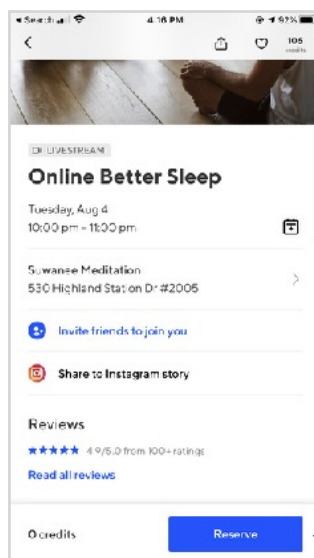 Search
4:16 PM
97%
105
credits
LIVESTREAM
Online Better Sleep
Tuesday, Aug 4
10:00 pm - 11:00 pm
Suwanee Meditation
530 Highland Station Dr #2005
Invite friends to join you
Share to Instagram story
Reviews
4.9/5.0 from 100+ ratings
Read all reviews
0 credits
Reserve